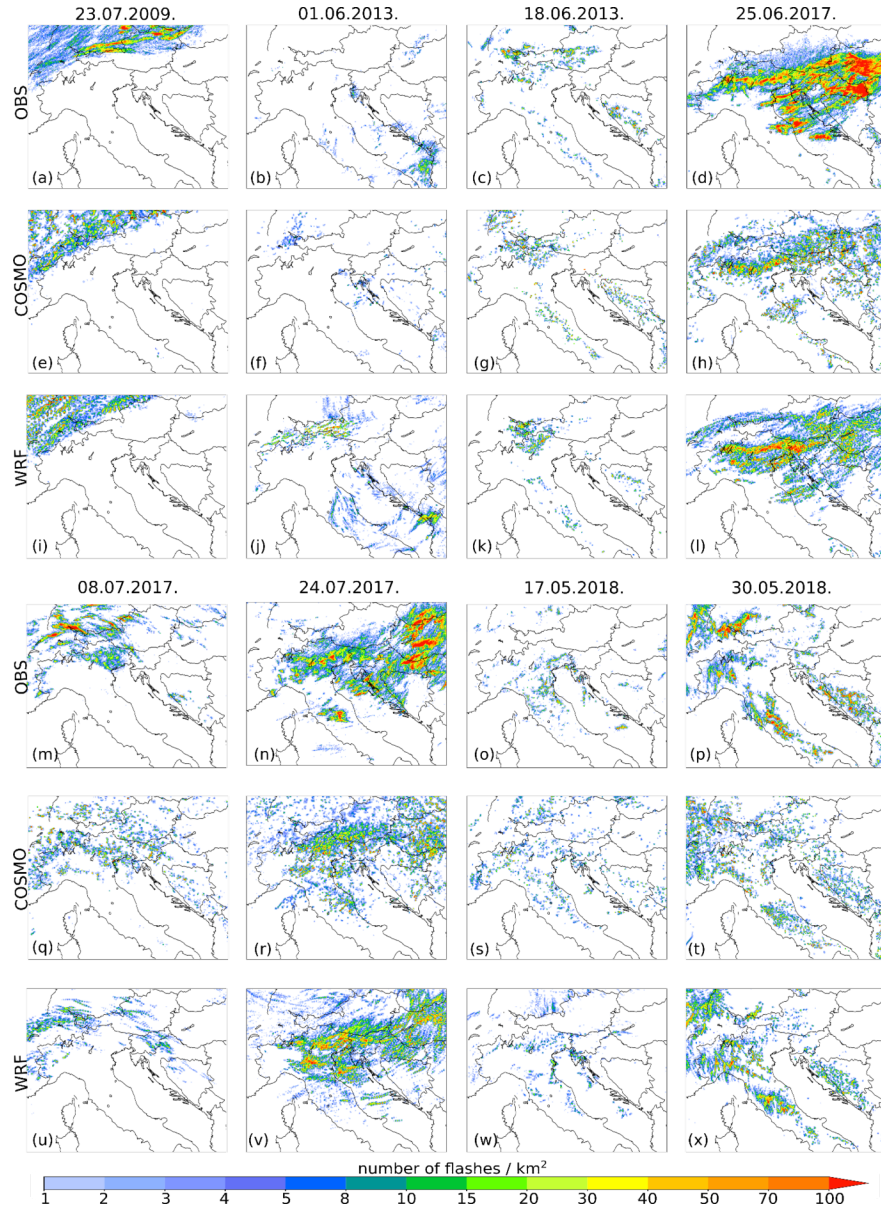 23.07.2009. 01.06.2013. 18.06.2013. 25.06.2017.
OBS
(a) (b) (c) (d)
COSMO
(e) (f) (g) (h)
WRF
(i) (j) (k) (l)
08.07.2017. 24.07.2017. 17.05.2018. 30.05.2018.
OBS
(m) (n) (o) (p)
COSMO
(q) (r) (s) (t)
WRF
(u) (v) (w) (x)
number of flashes / km²
1 2 3 4 5 8 10 15 20 30 40 50 70 100